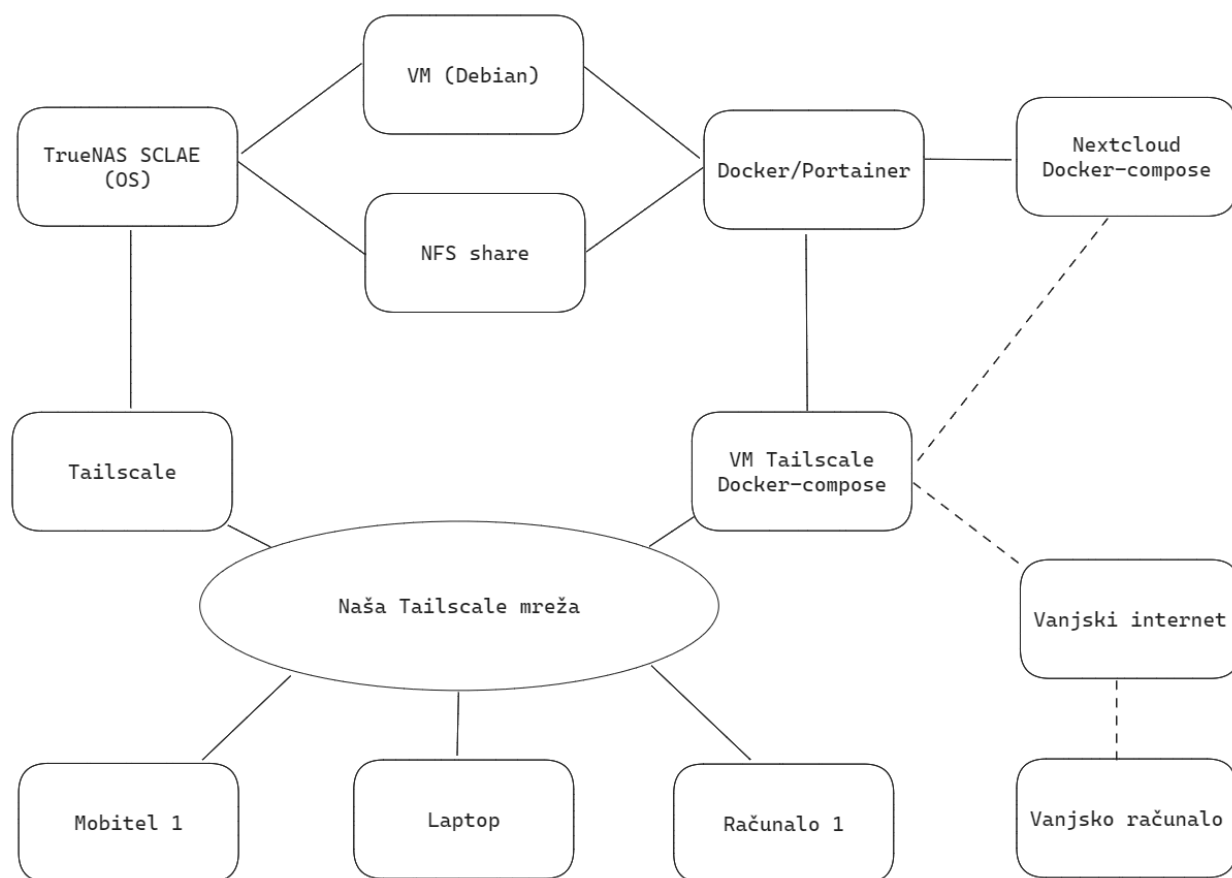 VM (Debian)
TrueNAS SCLAE
(OS)
Docker/Portainer
Nextcloud
Docker-compose
NFS share
Tailscale
VM Tailscale
Docker-compose
Naša Tailscale mreža
Vanjski internet
Mobitel 1
Laptop
Računalo 1
Vanjsko računalo